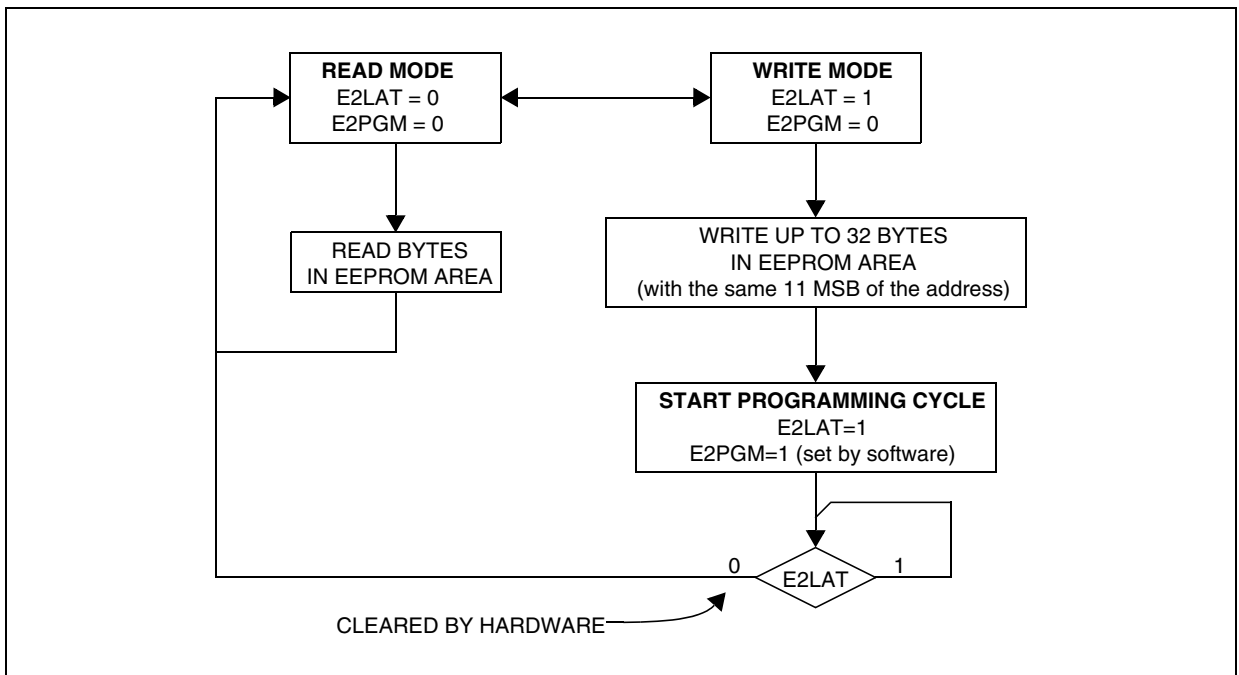 READ MODE
E2LAT = 0
E2PGM = 0
WRITE MODE
E2LAT = 1
E2PGM = 0
READ BYTES
IN EEPROM AREA
WRITE UP TO 32 BYTES
IN EEPROM AREA
(with the same 11 MSB of the address)
START PROGRAMMING CYCLE
E2LAT=1
E2PGM=1 (set by software)
0
E2LAT
1
CLEARED BY HARDWARE